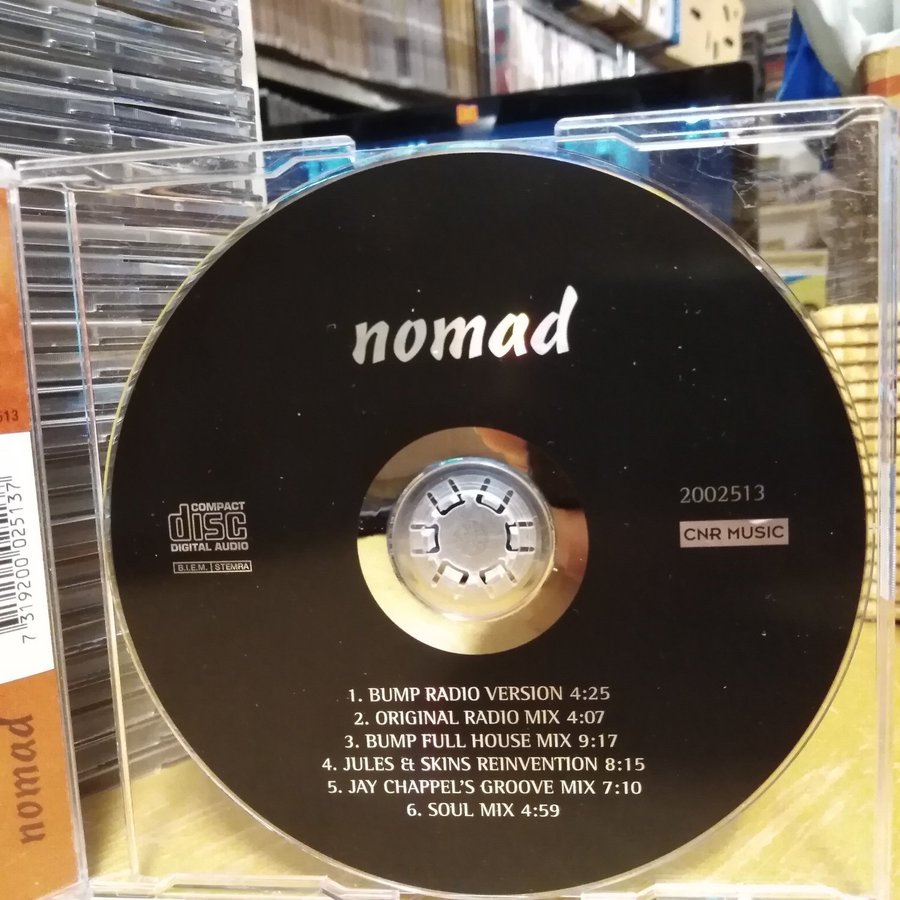 nomad
COMPACT
disc
DIGITAL AUDIO
B.I.E.M. STEMRA
2002513
CNR MUSIC
1. BUMP RADIO VERSION 4:25
2. ORIGINAL RADIO MIX 4:07
3. BUMP FULL HOUSE MIX 9:17
4. JULES & SKINS REINVENTION 8:15
5. JAY CHAPPEL'S GROOVE MIX 7:10
6. SOUL MIX 4:59
513
7 319200 025137
nomad